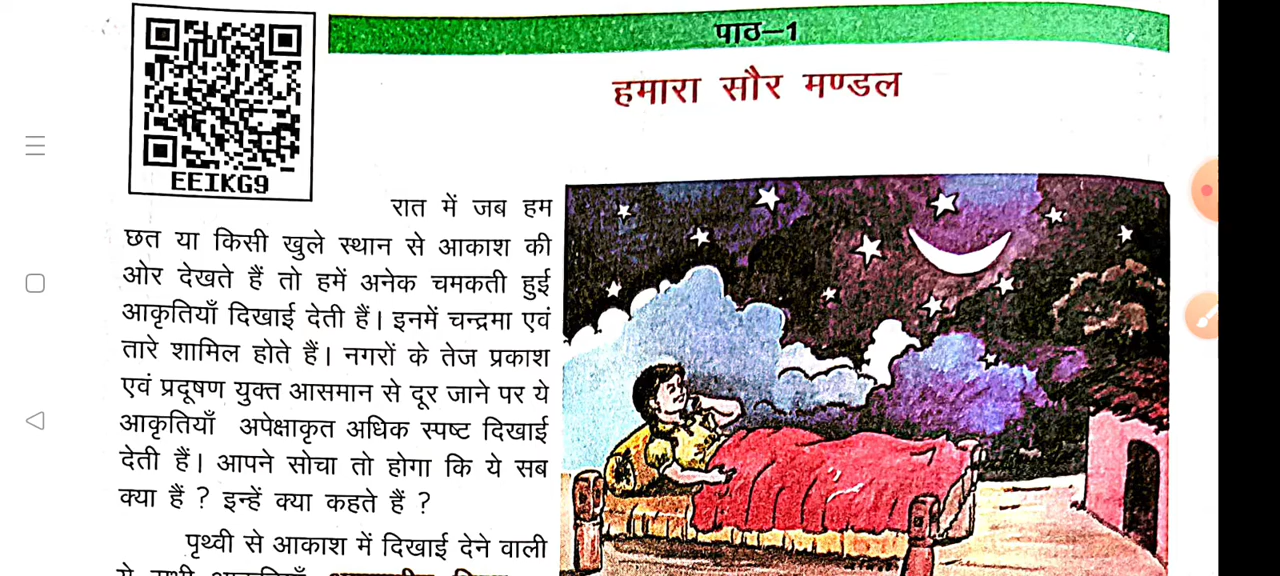 पाठ–1
हमारा सौर मण्डल
EEIKG9
रात में जब हम
छत या किसी खुले स्थान से आकाश की
ओर देखते हैं तो हमें अनेक चमकती हुई
आकृतियाँ दिखाई देती हैं। इनमें चन्द्रमा एवं
तारे शामिल होते हैं। नगरों के तेज प्रकाश
एवं प्रदूषण युक्त आसमान से दूर जाने पर ये
आकृतियाँ अपेक्षाकृत अधिक स्पष्ट दिखाई
देती हैं। आपने सोचा तो होगा कि ये सब
क्या हैं ? इन्हें क्या कहते हैं ?
पृथ्वी से आकाश में दिखाई देने वाली